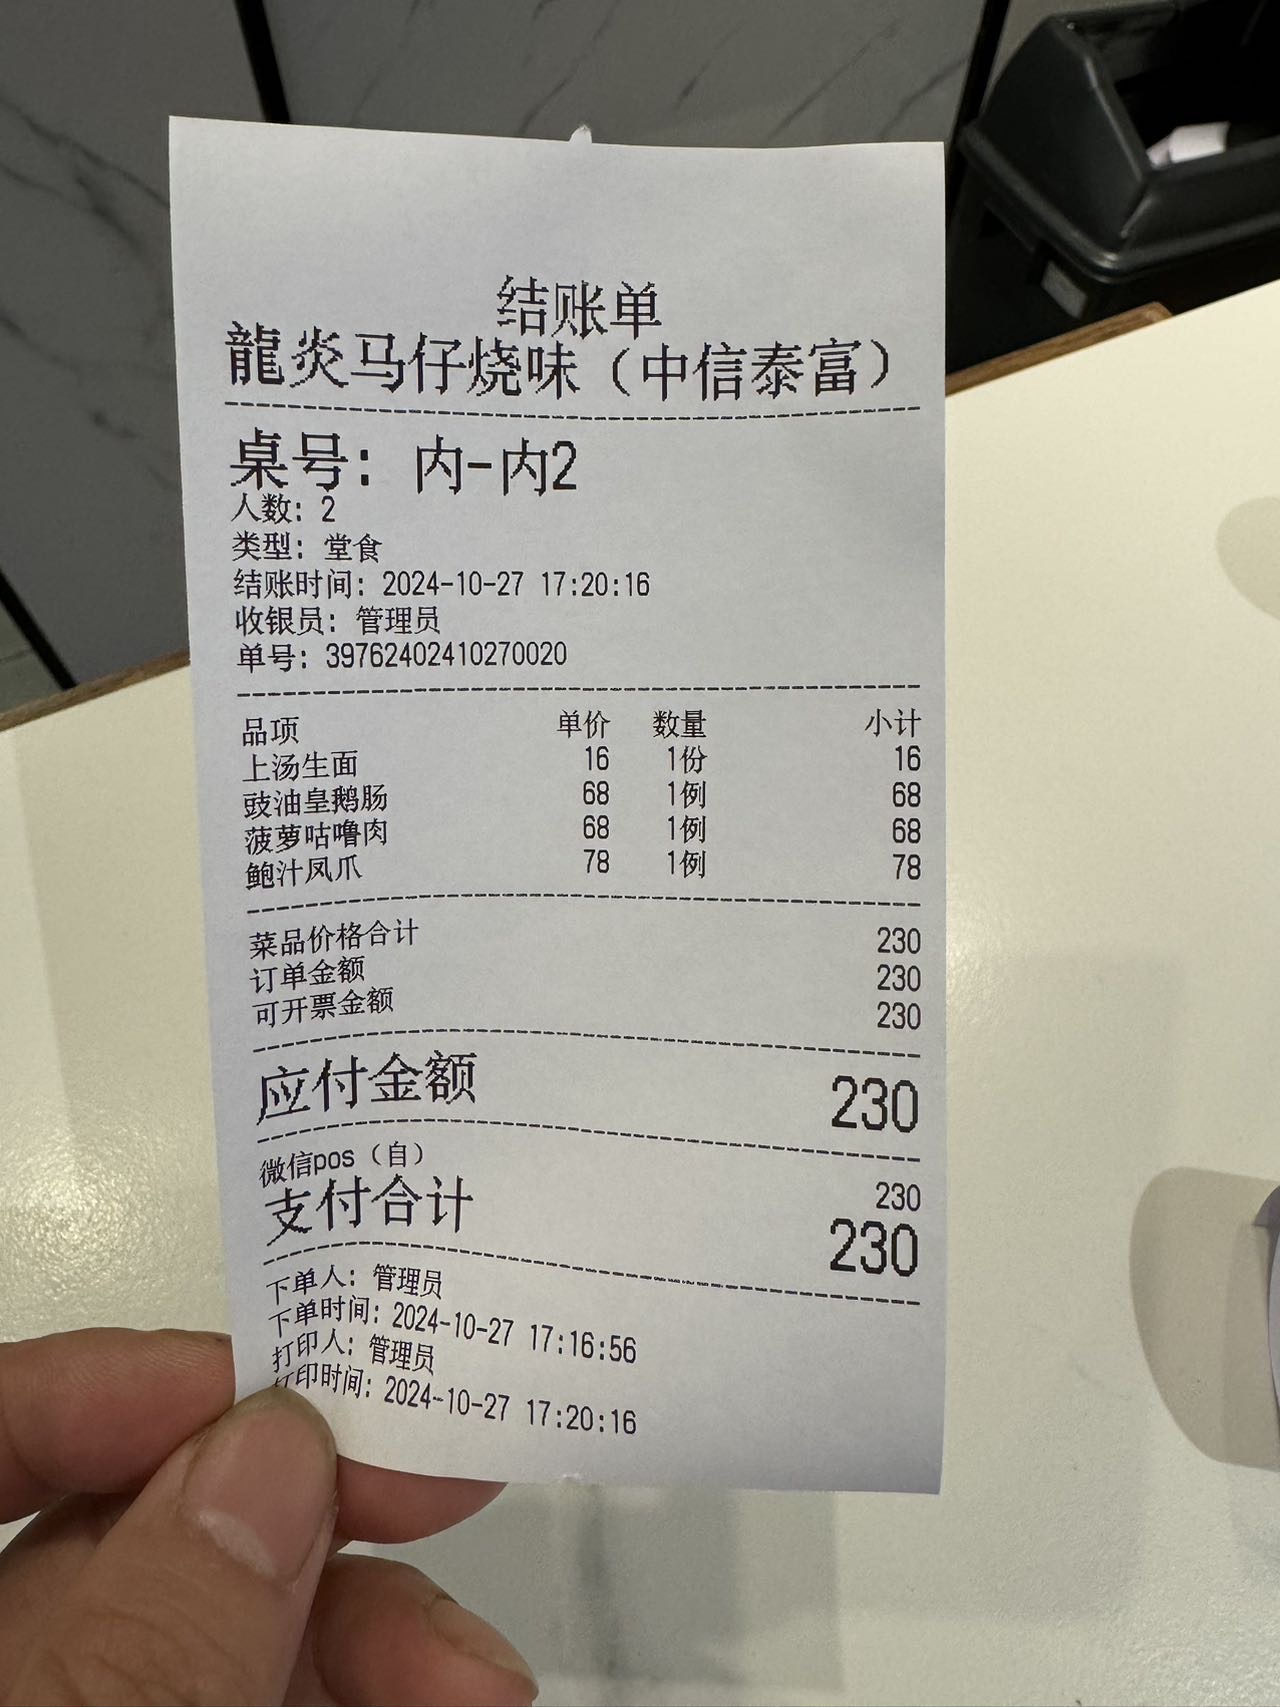 结账单
龍炎马仔烧味（中信泰富）
桌号: 内-内2
人数: 2
类型: 堂食
结账时间: 2024-10-27 17:20:16
收银员: 管理员
单号: 39762402410270020
品项 单价 数量 小计
上汤生面 16 1份 16
豉油皇鹅肠 68 1例 68
菠萝咕噜肉 68 1例 68
鲍汁凤爪 78 1例 78
菜品价格合计 230
订单金额 230
可开票金额 230
应付金额 230
微信pos（自） 230
支付合计 230
下单人: 管理员
下单时间: 2024-10-27 17:16:56
打印人: 管理员
打印时间: 2024-10-27 17:20:16